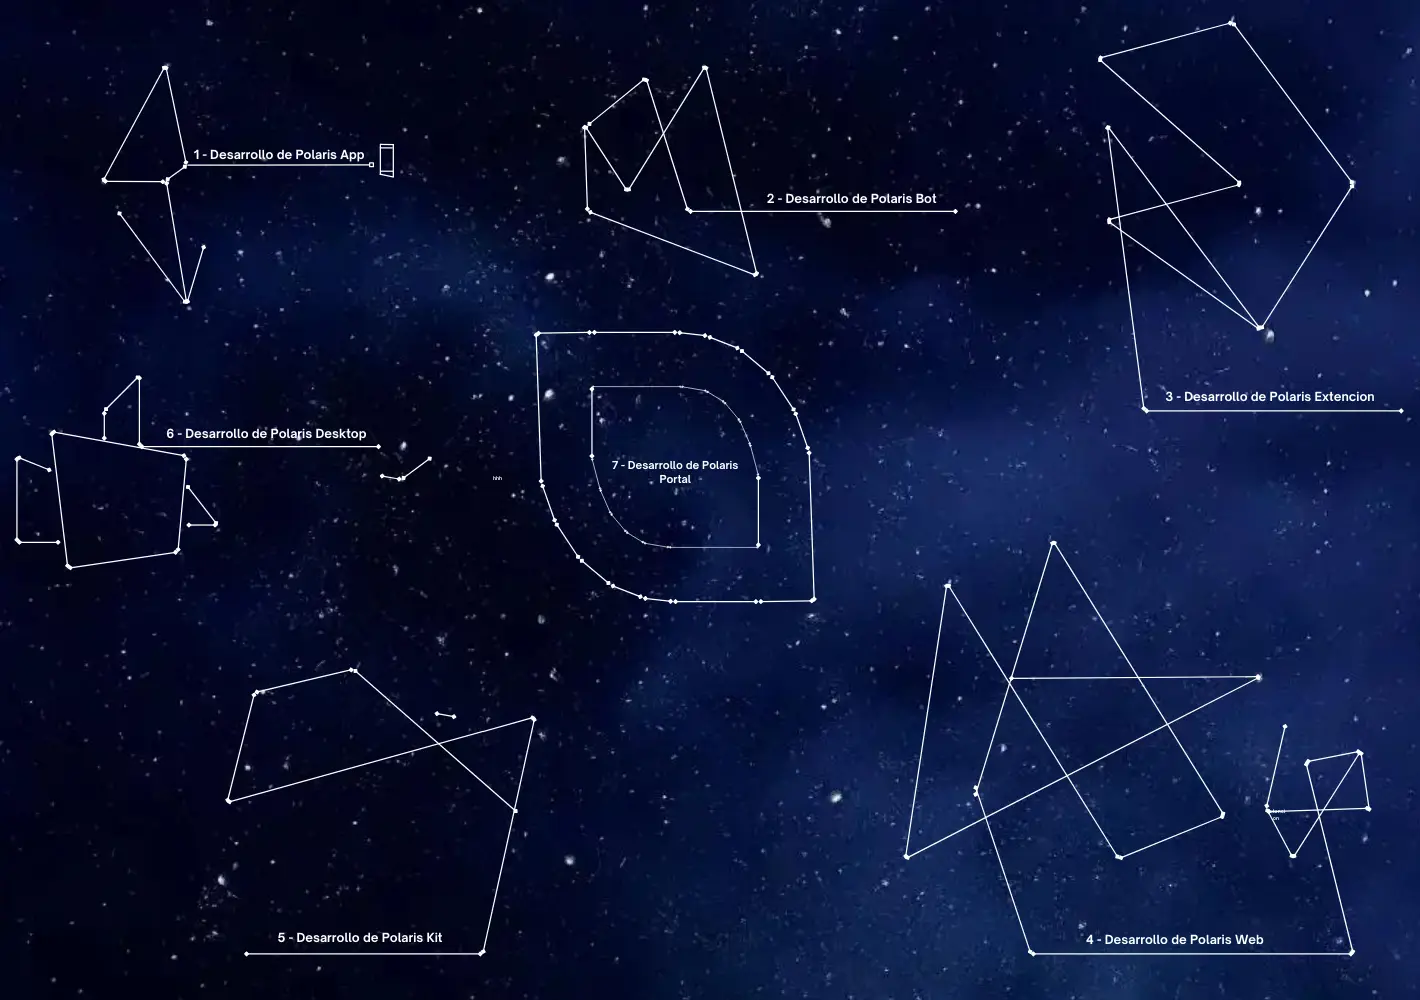 1 - Desarrollo de Polaris App
2 - Desarrollo de Polaris Bot
3 - Desarrollo de Polaris Extencion
6 - Desarrollo de Polaris Desktop
7 - Desarrollo de Polaris
Portal
hhh
5 - Desarrollo de Polaris Kit
4 - Desarrollo de Polaris Web